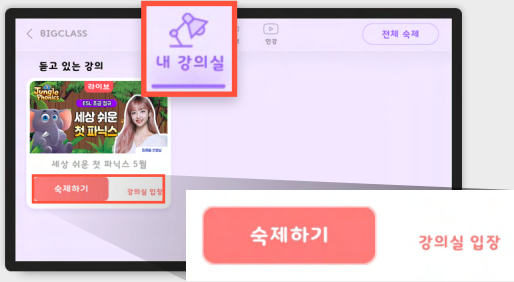 BIGCLASS
내 강의실
인강
전체 숙제
듣고 있는 강의
Jungle
Phonics
라이브
ESL 초급 정규
세상 쉬운
첫 파닉스
세상 쉬운 첫 파닉스 5월
숙제하기
강의실 입장
숙제하기
강의실 입장